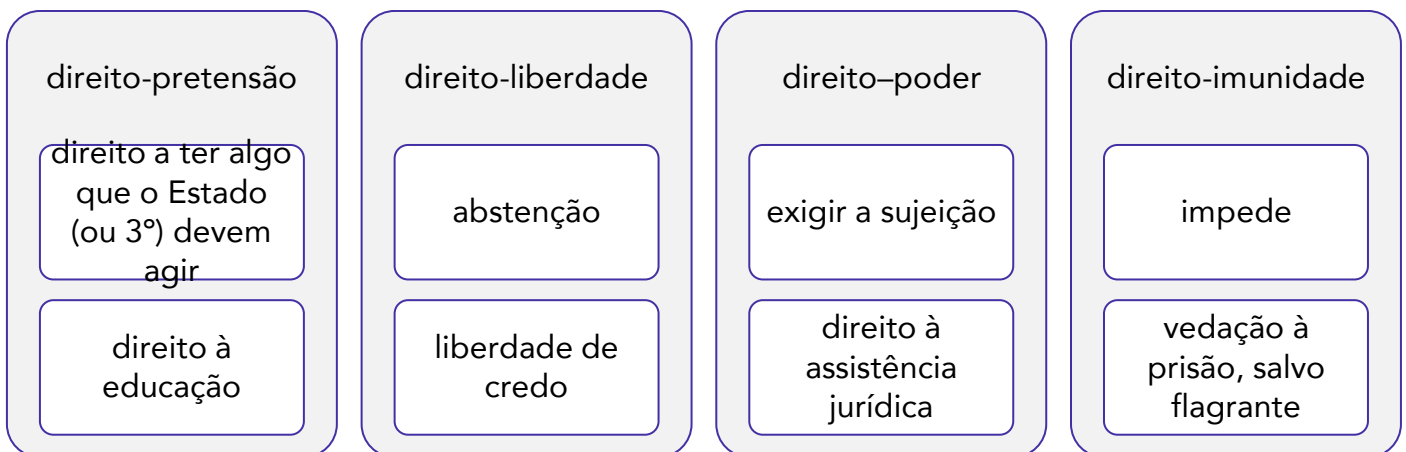 direito-pretensão
direito a ter algo
que o Estado
(ou 3º) devem
agir
direito à
educação
direito-liberdade
abstenção
liberdade de
credo
direito–poder
exigir a sujeição
direito à
assistência
jurídica
direito-imunidade
impede
vedação à
prisão, salvo
flagrante